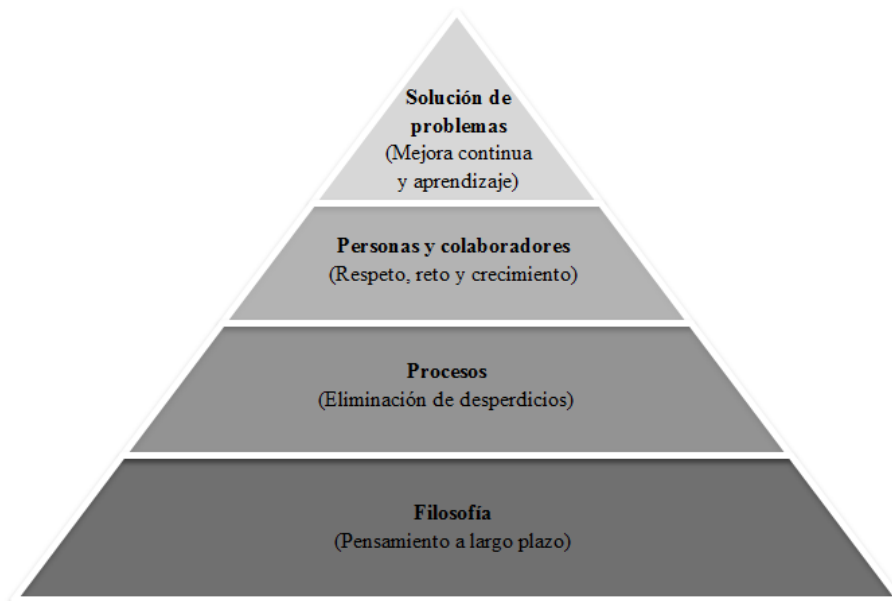 Solución de
problemas
(Mejora continua
y aprendizaje)
Personas y colaboradores
(Respeto, reto y crecimiento)
Procesos
(Eliminación de desperdicios)
Filosofía
(Pensamiento a largo plazo)